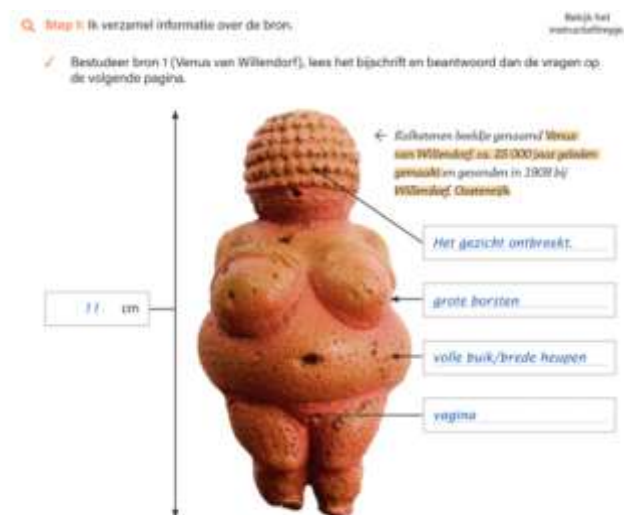 Stap 1: Ik verzamel informatie over de bron.
Bekijk het
✓ Bestudeer bron 1 (Venus van Willendorf), lees het bijschrift en beantwoord dan de vragen op
de volgende pagina.
← Kalkstenen beeldje genaamd Venus
van Willendorf, ca. 25 000 jaar geleden
gemaakt en gevonden in 1908 bij
Willendorf, Oostenrijk
Het gezicht ontbreekt.
grote borsten
11 cm
volle buik/brede heupen
vagina